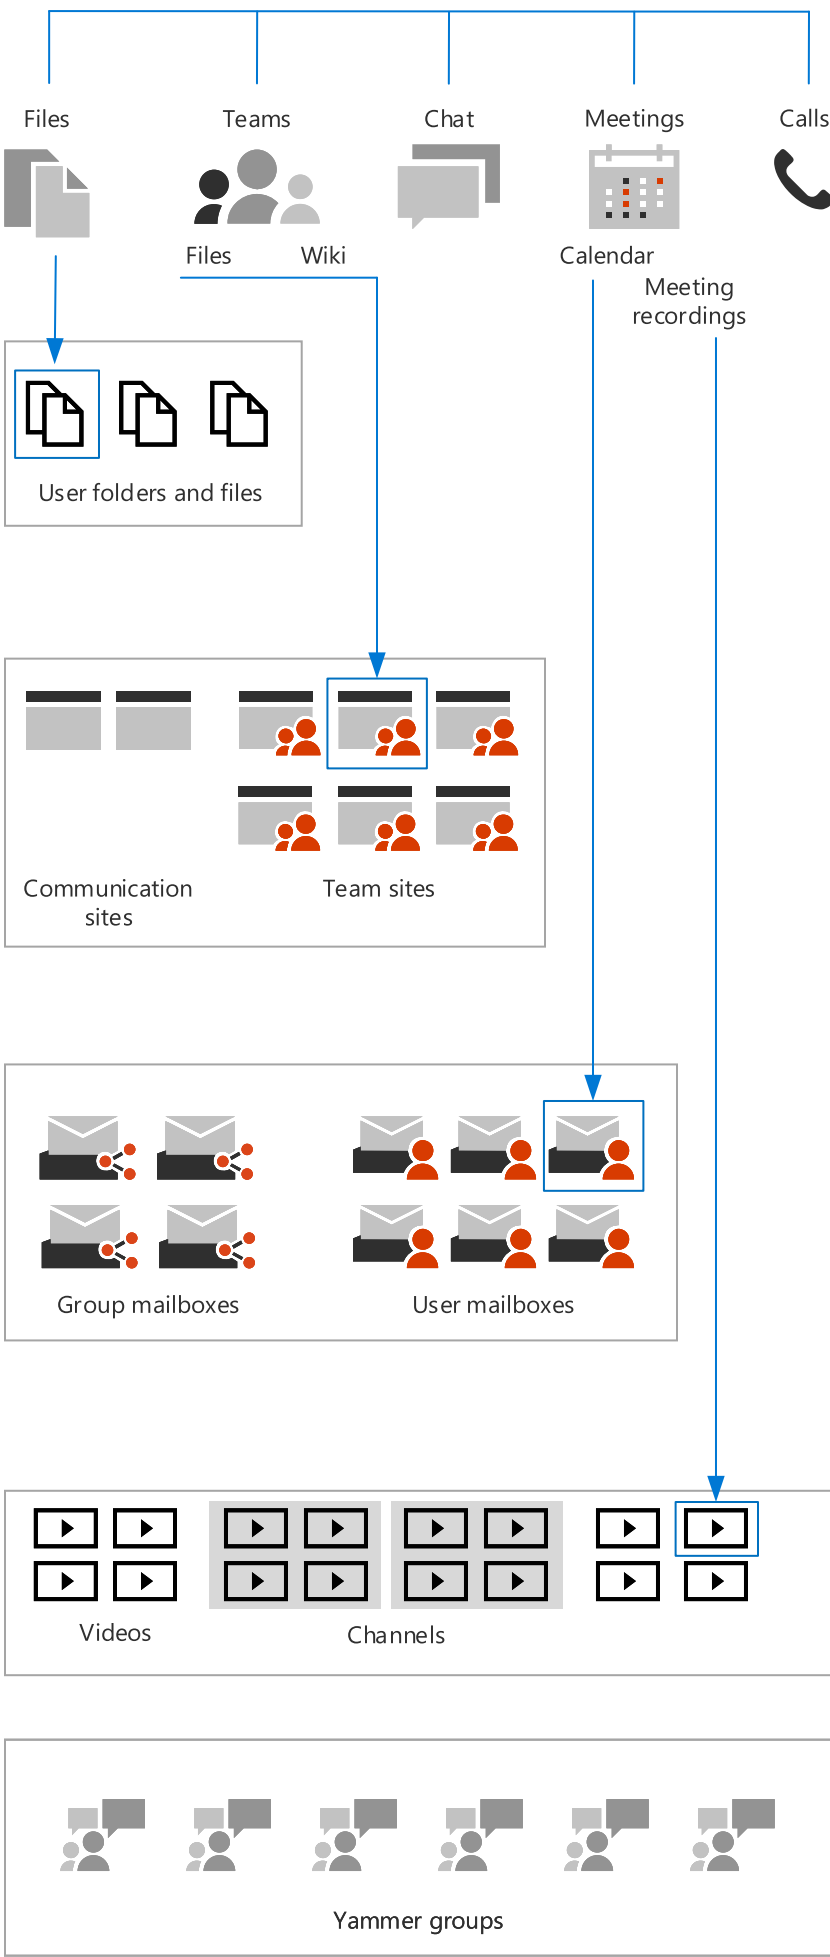 Files
Teams
Chat
Meetings
Calls
Files
Wiki
Calendar
Meeting
recordings
User folders and files
Communication
sites
Team sites
Group mailboxes
User mailboxes
Videos
Channels
Yammer groups